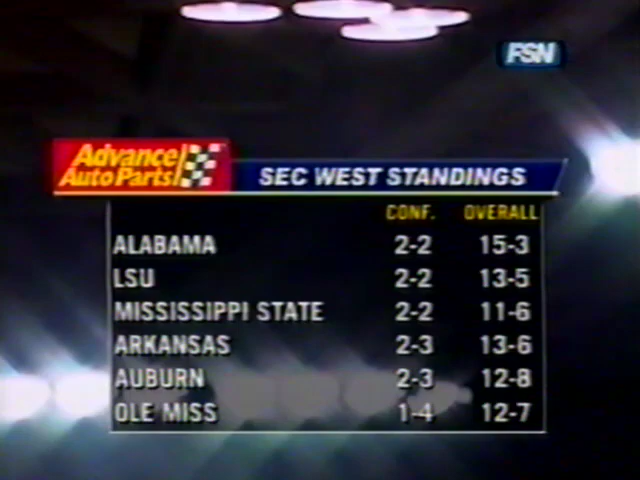 FSN
Advance
Auto Parts
SEC WEST STANDINGS
CONF. OVERALL
ALABAMA 2-2 15-3
LSU 2-2 13-5
MISSISSIPPI STATE 2-2 11-6
ARKANSAS 2-3 13-6
AUBURN 2-3 12-8
OLE MISS 1-4 12-7